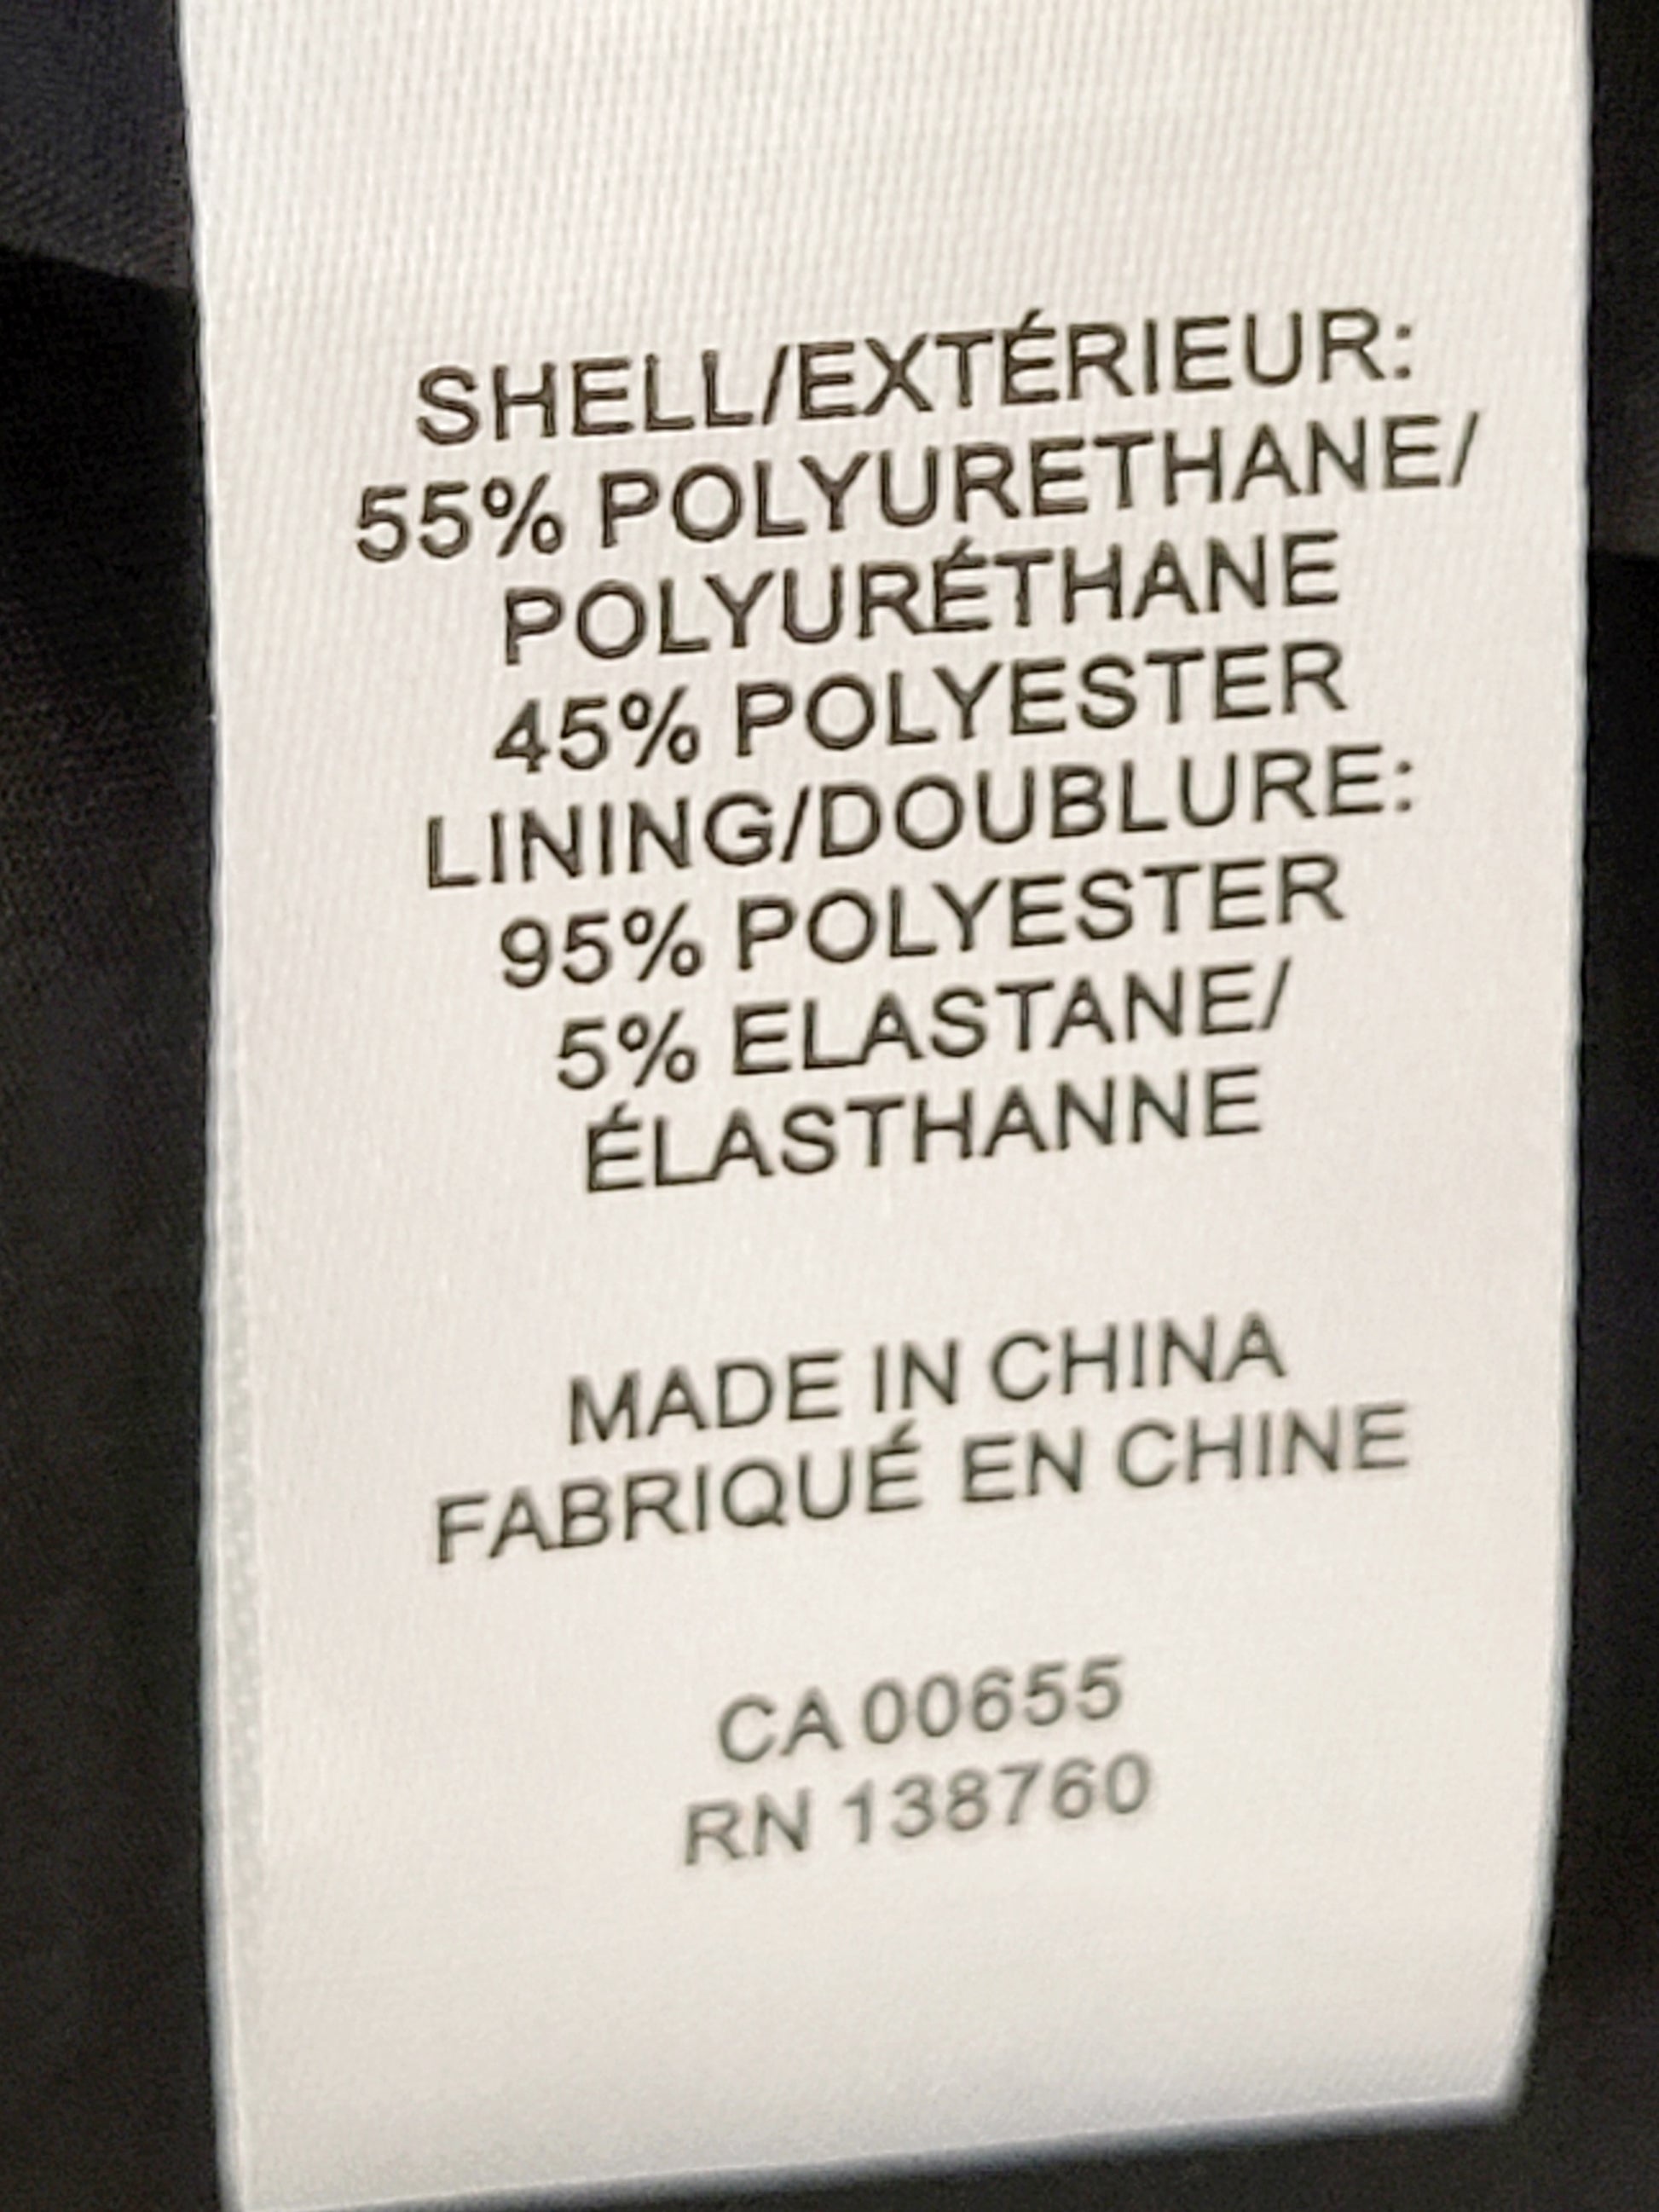 SHELL/EXTÉRIEUR:
55% POLYURETHANE/
POLYURÉTHANE
45% POLYESTER
LINING/DOUBLURE:
95% POLYESTER
5% ELASTANE/
ÉLASTHANNE
MADE IN CHINA
FABRIQUÉ EN CHINE
CA 00655
RN 138760